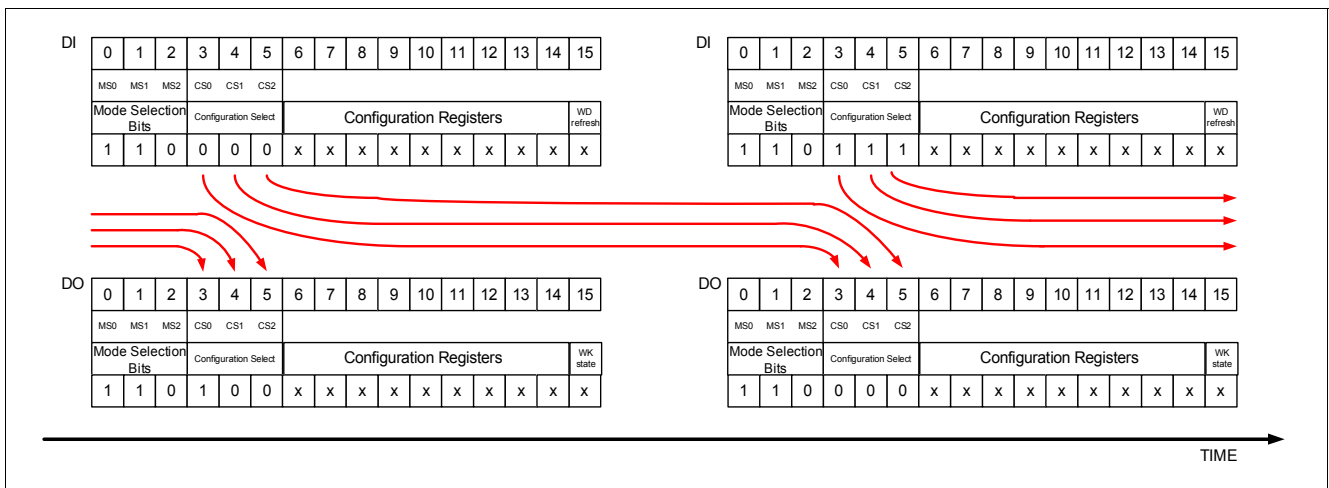 DI 0 1 2 3 4 5 6 7 8 9 10 11 12 13 14 15
MS0 MS1 MS2 CS0 CS1 CS2
Mode Selection Bits Configuration Select Configuration Registers WD refresh
1 1 0 0 0 0 x x x x x x x x x x
DI 0 1 2 3 4 5 6 7 8 9 10 11 12 13 14 15
MS0 MS1 MS2 CS0 CS1 CS2
Mode Selection Bits Configuration Select Configuration Registers WD refresh
1 1 0 1 1 1 x x x x x x x x x x
DO 0 1 2 3 4 5 6 7 8 9 10 11 12 13 14 15
MS0 MS1 MS2 CS0 CS1 CS2
Mode Selection Bits Configuration Select Configuration Registers WK state
1 1 0 1 0 0 x x x x x x x x x x
DO 0 1 2 3 4 5 6 7 8 9 10 11 12 13 14 15
MS0 MS1 MS2 CS0 CS1 CS2
Mode Selection Bits Configuration Select Configuration Registers WK state
1 1 0 0 0 0 x x x x x x x x x x
TIME